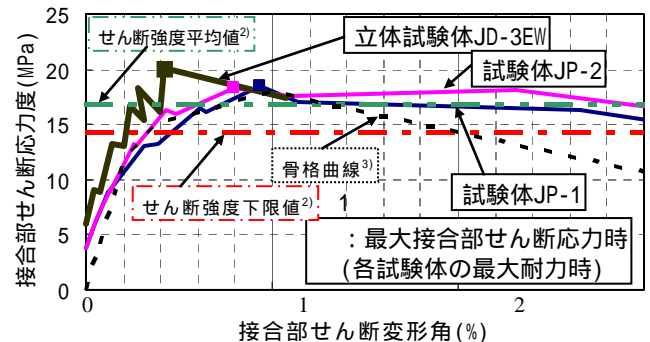 接合部せん断応力度(MPa)
25
20
15
10
5
0
せん断強度平均値2)
立体試験体JD-3EW
試験体JP-2
骨格曲線3)
試験体JP-1
せん断強度下限値2)
1
:最大接合部せん断応力時
(各試験体の最大耐力時)
0
1
2
接合部せん断変形角(%)